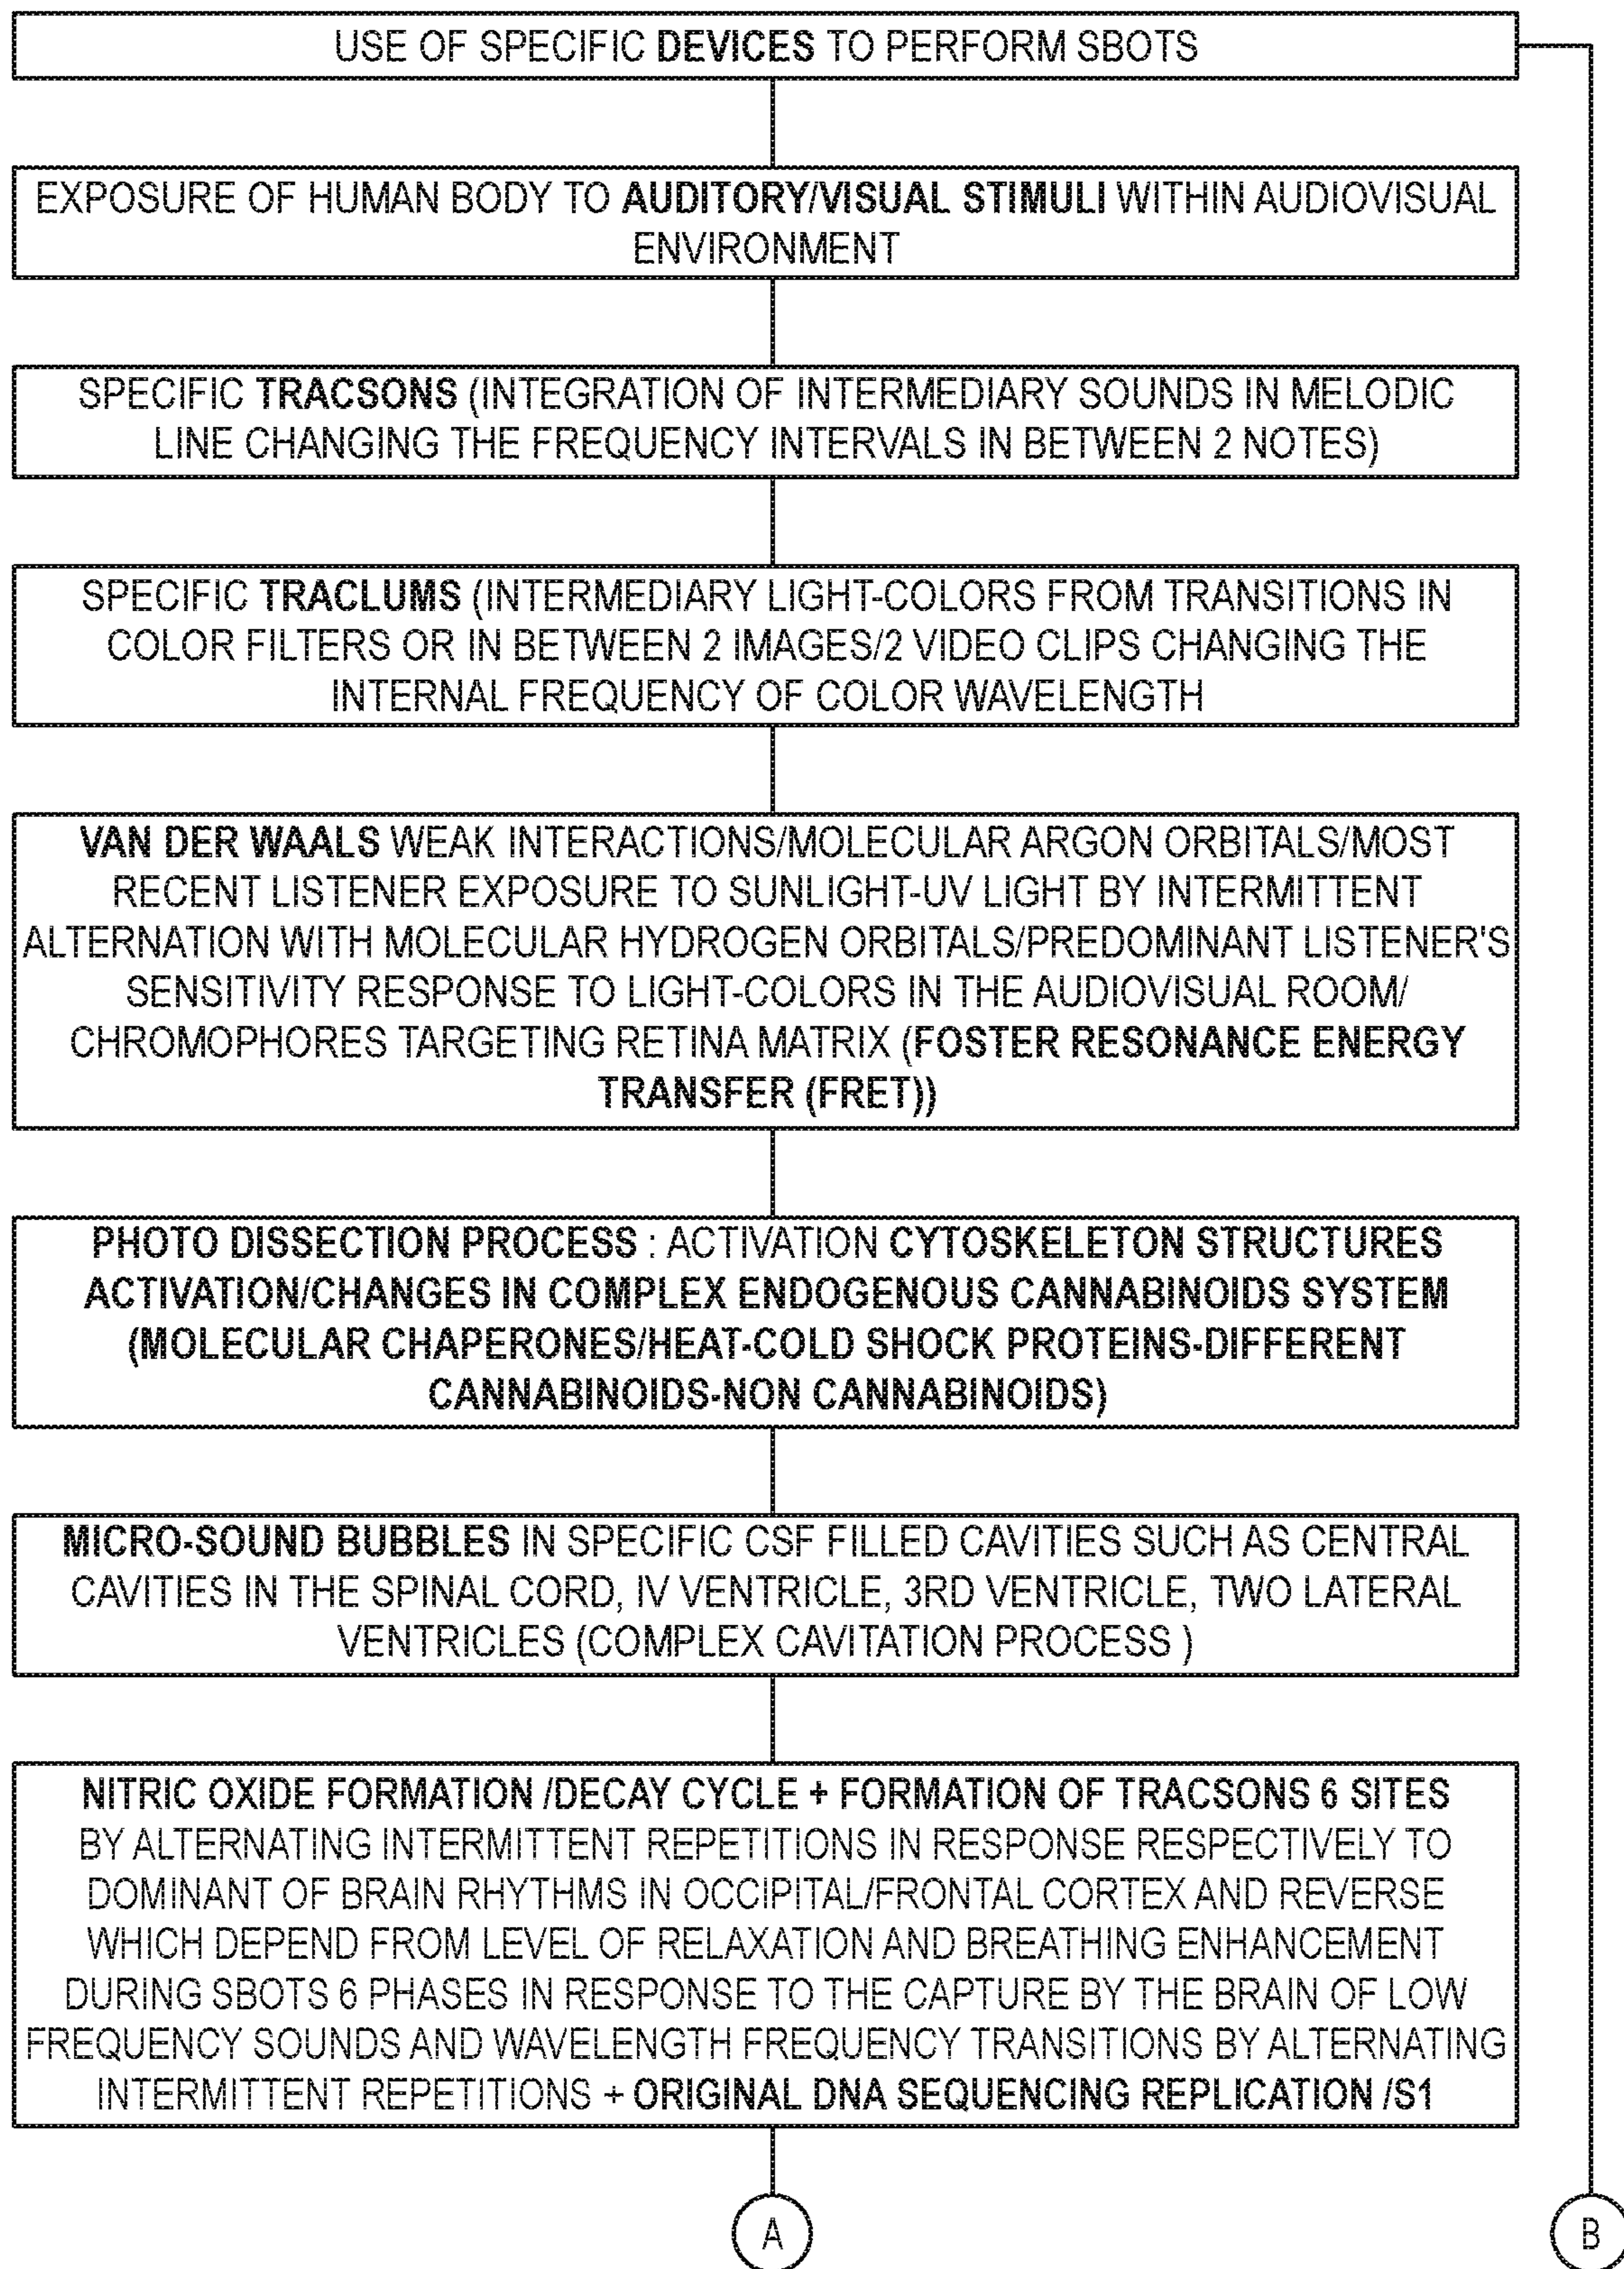 USE OF SPECIFIC DEVICES TO PERFORM SBOTS
EXPOSURE OF HUMAN BODY TO AUDITORY/VISUAL STIMULI WITHIN AUDIOVISUAL
ENVIRONMENT
SPECIFIC TRACSONS (INTEGRATION OF INTERMEDIARY SOUNDS IN MELODIC
LINE CHANGING THE FREQUENCY INTERVALS IN BETWEEN 2 NOTES)
SPECIFIC TRACLUMS (INTERMEDIARY LIGHT-COLORS FROM TRANSITIONS IN
COLOR FILTERS OR IN BETWEEN 2 IMAGES/2 VIDEO CLIPS CHANGING THE
INTERNAL FREQUENCY OF COLOR WAVELENGTH
VAN DER WAALS WEAK INTERACTIONS/MOLECULAR ARGON ORBITALS/MOST
RECENT LISTENER EXPOSURE TO SUNLIGHT-UV LIGHT BY INTERMITTENT
ALTERNATION WITH MOLECULAR HYDROGEN ORBITALS/PREDOMINANT LISTENER'S
SENSITIVITY RESPONSE TO LIGHT-COLORS IN THE AUDIOVISUAL ROOM/
CHROMOPHORES TARGETING RETINA MATRIX (FOSTER RESONANCE ENERGY
TRANSFER (FRET))
PHOTO DISSECTION PROCESS : ACTIVATION CYTOSKELETON STRUCTURES
ACTIVATION/CHANGES IN COMPLEX ENDOGENOUS CANNABINOIDS SYSTEM
(MOLECULAR CHAPERONES/HEAT-COLD SHOCK PROTEINS-DIFFERENT
CANNABINOIDS-NON CANNABINOIDS)
MICRO-SOUND BUBBLES IN SPECIFIC CSF FILLED CAVITIES SUCH AS CENTRAL
CAVITIES IN THE SPINAL CORD, IV VENTRICLE, 3RD VENTRICLE, TWO LATERAL
VENTRICLES (COMPLEX CAVITATION PROCESS )
NITRIC OXIDE FORMATION /DECAY CYCLE + FORMATION OF TRACSONS 6 SITES
BY ALTERNATING INTERMITTENT REPETITIONS IN RESPONSE RESPECTIVELY TO
DOMINANT OF BRAIN RHYTHMS IN OCCIPITAL/FRONTAL CORTEX AND REVERSE
WHICH DEPEND FROM LEVEL OF RELAXATION AND BREATHING ENHANCEMENT
DURING SBOTS 6 PHASES IN RESPONSE TO THE CAPTURE BY THE BRAIN OF LOW
FREQUENCY SOUNDS AND WAVELENGTH FREQUENCY TRANSITIONS BY ALTERNATING
INTERMITTENT REPETITIONS + ORIGINAL DNA SEQUENCING REPLICATION /S1
A
B